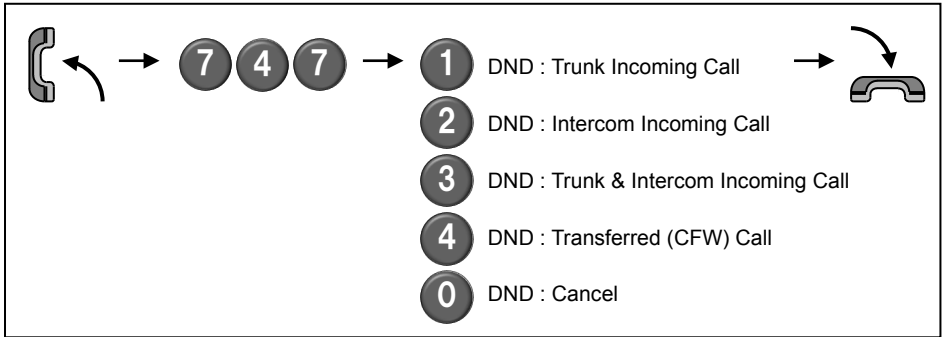 7 4 7 1 DND : Trunk Incoming Call
2 DND : Intercom Incoming Call
3 DND : Trunk & Intercom Incoming Call
4 DND : Transferred (CFW) Call
0 DND : Cancel